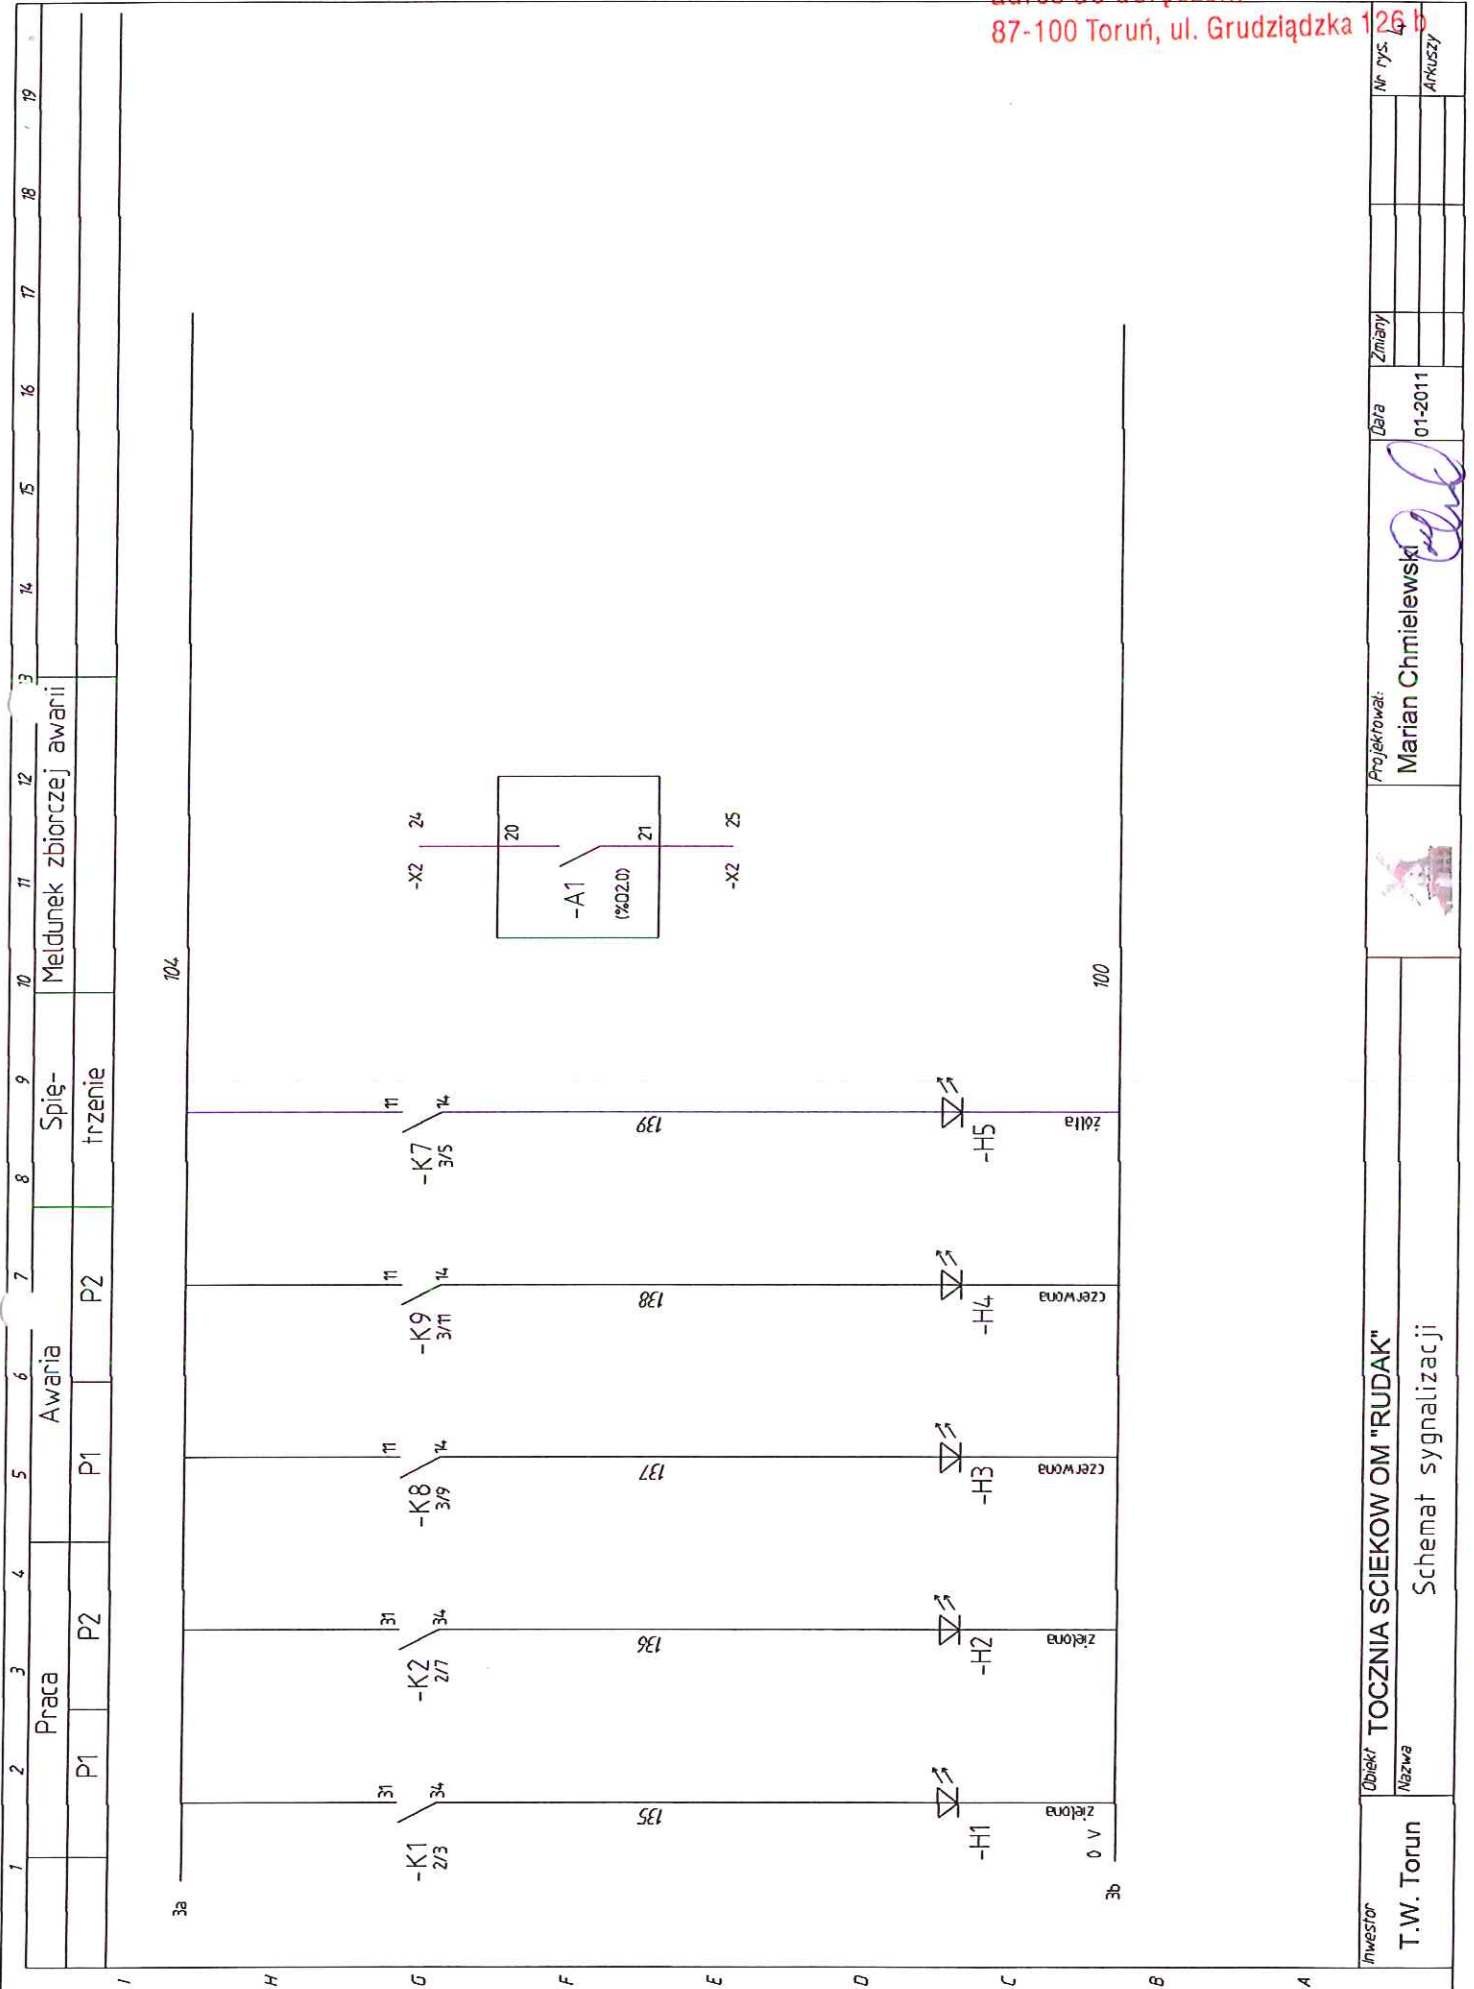 87-100 Toruń, ul. Grudziądzka 126 b
1 2 3 4 5 6 7 8 9 10 11 12 13 14 15 16 17 18 19
Praca Awaria Spię- Meldunek zbiorczej awarii
P1 P2 P1 P2 trzenie
I
H
G
F
E
D
C
B
A
3a 104
31 31 11 11 11
-K1 34 -K2 34 -K8 14 -K9 14 -K7 14
2/3 2/7 3/9 3/11 3/5
-X2 24
20
-A1
(%Q2.0)
21
-X2 25
135 136 137 138 139
-H1 -H2 -H3 -H4 -H5
zielona zielona czerwona czerwona żółta
3b 0 V 100
Inwestor
T.W. Torun
Obiekt TOCZNIA SCIEKOW OM "RUDAK"
Nazwa
Schemat sygnalizacji
Projektował:
Marian Chmielewski
Data
01-2011
Zmiany
Nr rys. 4
Arkuszy